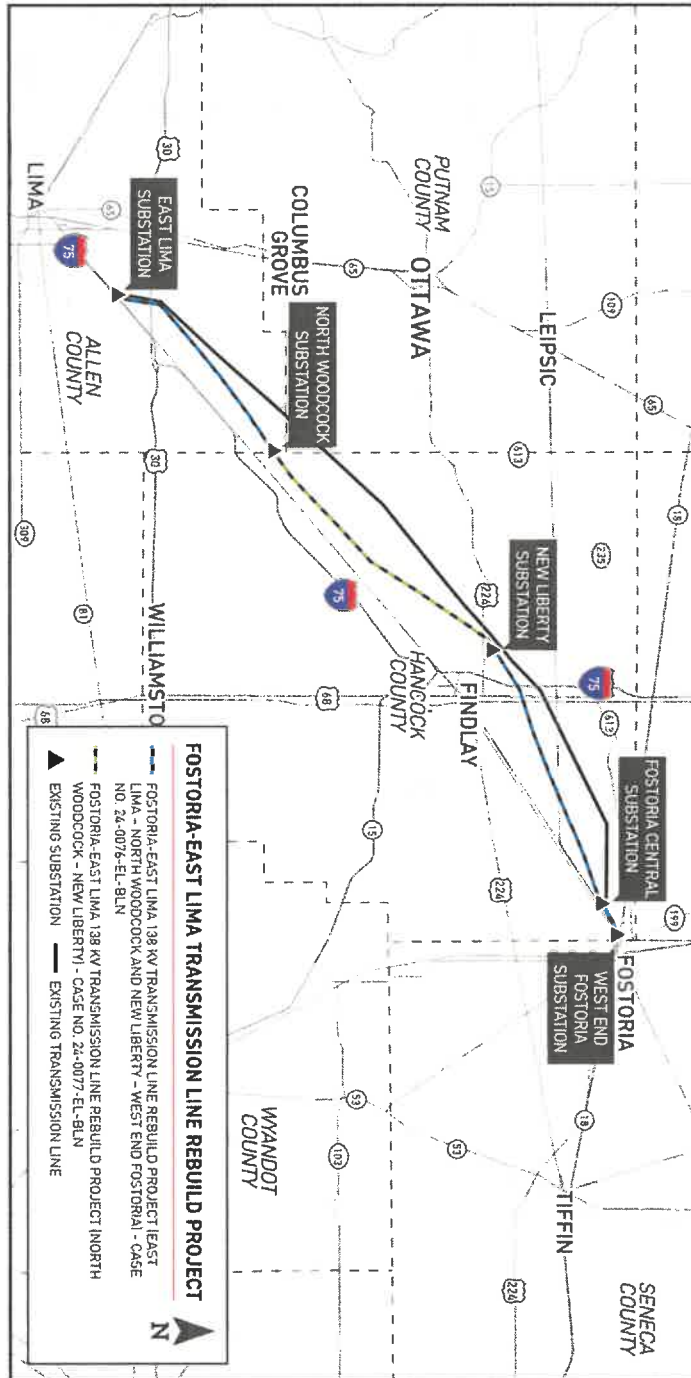 18
199
65
SENECA
COUNTY
FOSTORIA CENTRAL
SUBSTATION
FOSTORIA
109
235
75
613
WEST END
FOSTORIA
SUBSTATION
18
TIFFIN
LEIPSIC
NEW LIBERTY
SUBSTATION
613
224
224
224
15
PUTNAM
COUNTY
OTTAWA
FINDLAY
53
HANCOCK
COUNTY
65
15
53
103
75
68
NORTH WOODCOCK
SUBSTATION
COLUMBUS
GROVE
WYANDOT
COUNTY
30
EAST LIMA
SUBSTATION
30
WILLIAMSTO
65
ALLEN
COUNTY
75
81
68
LIMA
309
FOSTORIA-EAST LIMA TRANSMISSION LINE REBUILD PROJECT
FOSTORIA-EAST LIMA 138 KV TRANSMISSION LINE REBUILD PROJECT (EAST
LIMA - NORTH WOODCOCK AND NEW LIBERTY - WEST END FOSTORIA) - CASE
NO. 24-0076-EL-BLN
FOSTORIA-EAST LIMA 138 KV TRANSMISSION LINE REBUILD PROJECT (NORTH
WOODCOCK - NEW LIBERTY) - CASE NO. 24-0077-EL-BLN
EXISTING SUBSTATION EXISTING TRANSMISSION LINE
N